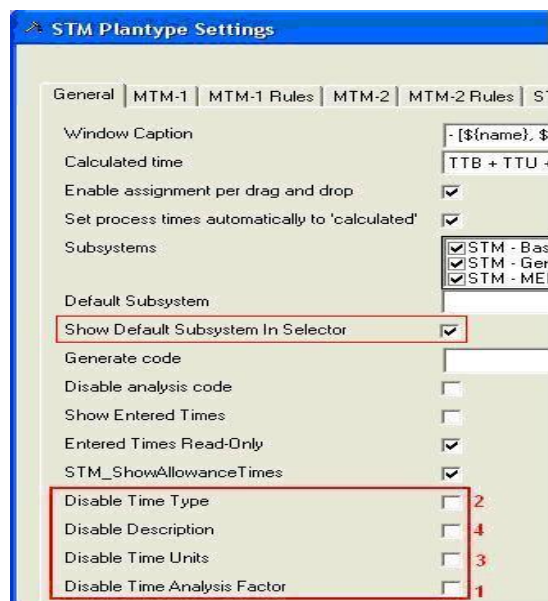 STM Plantype Settings
General MTM-1 MTM-1 Rules MTM-2 MTM-2 Rules
Window Caption - [${name}, $
Calculated time TTB + TTU +
Enable assignment per drag and drop
Set process times automatically to 'calculated'
Subsystems STM - Bas
STM - Ger
STM - MEI
Default Subsystem
Show Default Subsystem In Selector
Generate code
Disable analysis code
Show Entered Times
Entered Times Read-Only
STM_ShowAllowanceTimes
Disable Time Type 2
Disable Description 4
Disable Time Units 3
Disable Time Analysis Factor 1